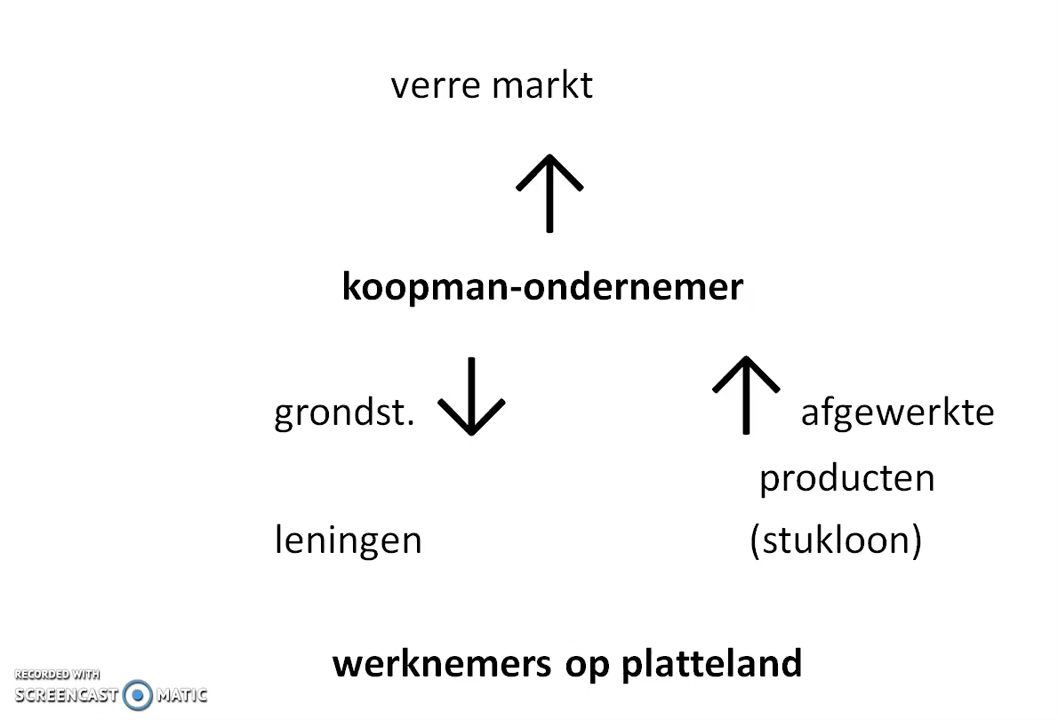 verre markt
koopman-ondernemer
grondst.
afgewerkte
producten
leningen
(stukloon)
werknemers op platteland
RECORDED WITH
SCREENCAST MATIC